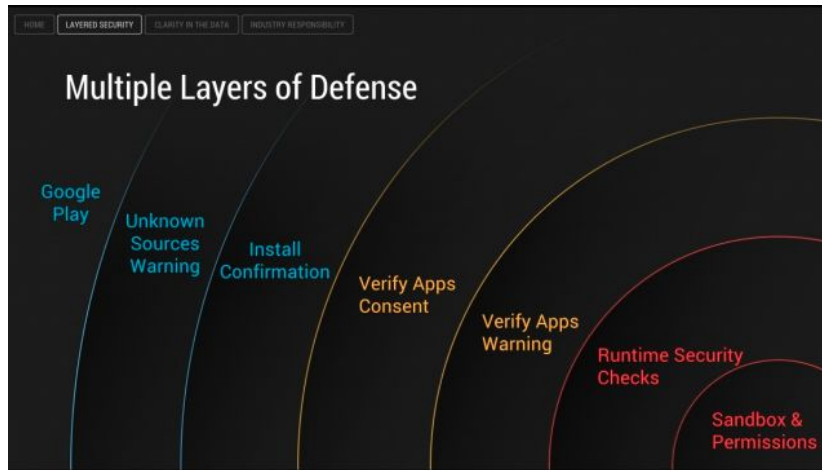 HOME
LAYERED SECURITY
CLARITY IN THE DATA
INDUSTRY RESPONSIBILITY
Multiple Layers of Defense
Google
Play
Unknown
Sources
Warning
Install
Confirmation
Verify Apps
Consent
Verify Apps
Warning
Runtime Security
Checks
Sandbox &
Permissions